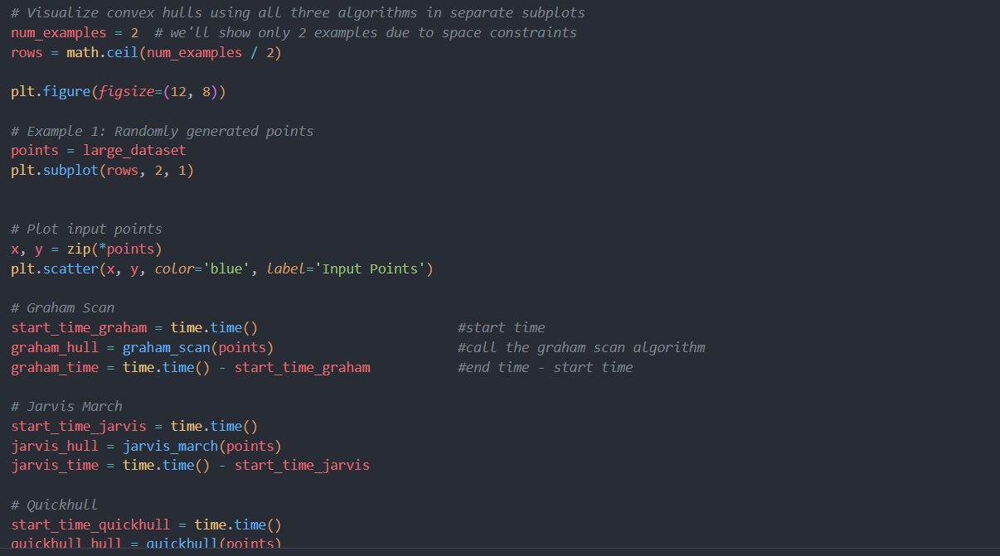 # Visualize convex hulls using all three algorithms in separate subplots
num_examples = 2  # we'll show only 2 examples due to space constraints
rows = math.ceil(num_examples / 2)
plt.figure(figsize=(12, 8))
# Example 1: Randomly generated points
points = large_dataset
plt.subplot(rows, 2, 1)
# Plot input points
x, y = zip(*points)
plt.scatter(x, y, color='blue', label='Input Points')
# Graham Scan
start_time_graham = time.time()                         #start time
graham_hull = graham_scan(points)                       #call the graham scan algorithm
graham_time = time.time() - start_time_graham           #end time - start time
# Jarvis March
start_time_jarvis = time.time()
jarvis_hull = jarvis_march(points)
jarvis_time = time.time() - start_time_jarvis
# Quickhull
start_time_quickhull = time.time()
quickhull_hull = quickhull(points)